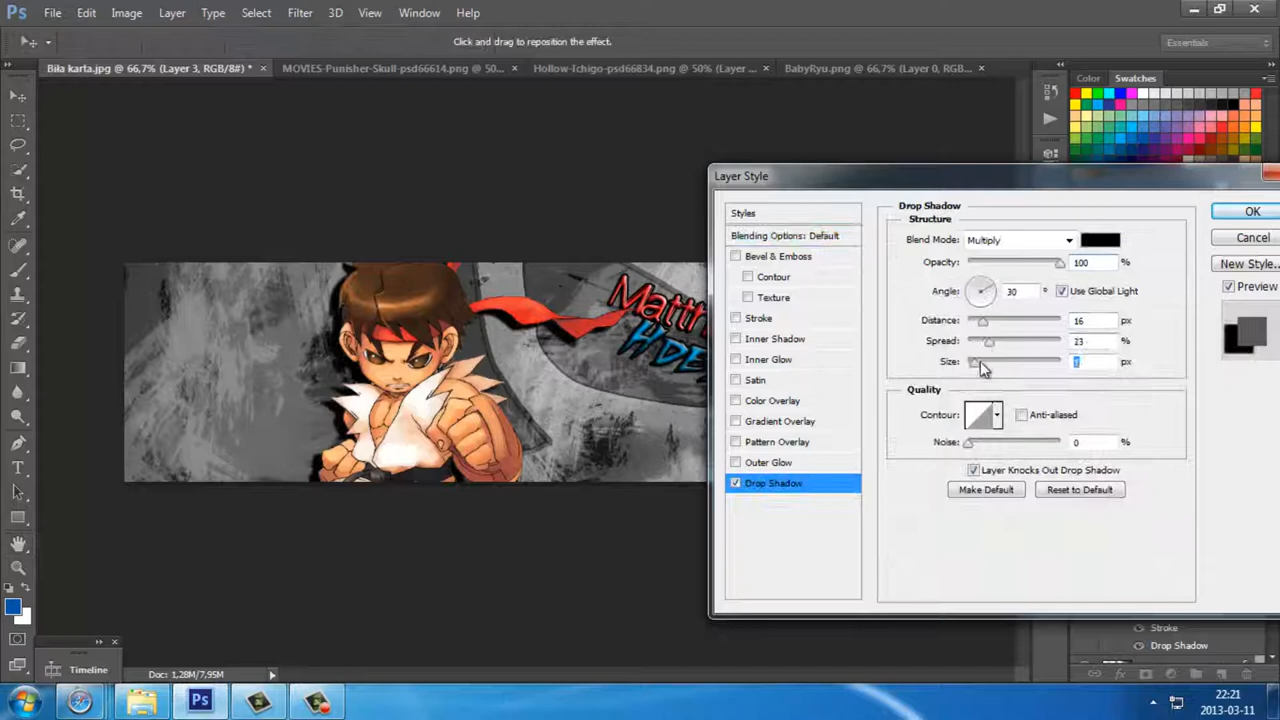 Ps File Edit Image Layer Type Select Filter 3D View Window Help
Click and drag to reposition the effect.
Essentials
Biła karta.jpg @ 66,7% (Layer 3, RGB/8#) *
MOVIES-Punisher-Skull-psd66614.png @ 50...
Hollow-Ichigo-psd66834.png @ 50% (Layer ...
BabyRyu.png @ 66,7% (Layer 0, RGB...
Color Swatches
Layer Style
Styles
Blending Options: Default
Bevel & Emboss
Contour
Texture
Stroke
Inner Shadow
Inner Glow
Satin
Color Overlay
Gradient Overlay
Pattern Overlay
Outer Glow
Drop Shadow
Drop Shadow
Structure
Blend Mode: Multiply
Opacity: 100 %
Angle: 30 ° Use Global Light
Distance: 16 px
Spread: 23 %
Size: px
Quality
Contour: Anti-aliased
Noise: 0 %
Layer Knocks Out Drop Shadow
Make Default Reset to Default
OK
Cancel
New Style...
Preview
Stroke
Drop Shadow
Timeline
Doc: 1,28M/7,95M
fx
Ps
22:21
2013-03-11